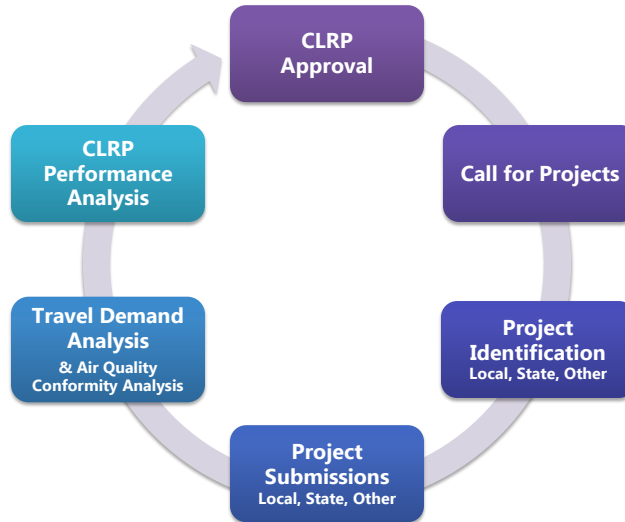 CLRP
Approval
Call for Projects
Project
Identification
Local, State, Other
Project
Submissions
Local, State, Other
Travel Demand
Analysis
& Air Quality
Conformity Analysis
CLRP
Performance
Analysis